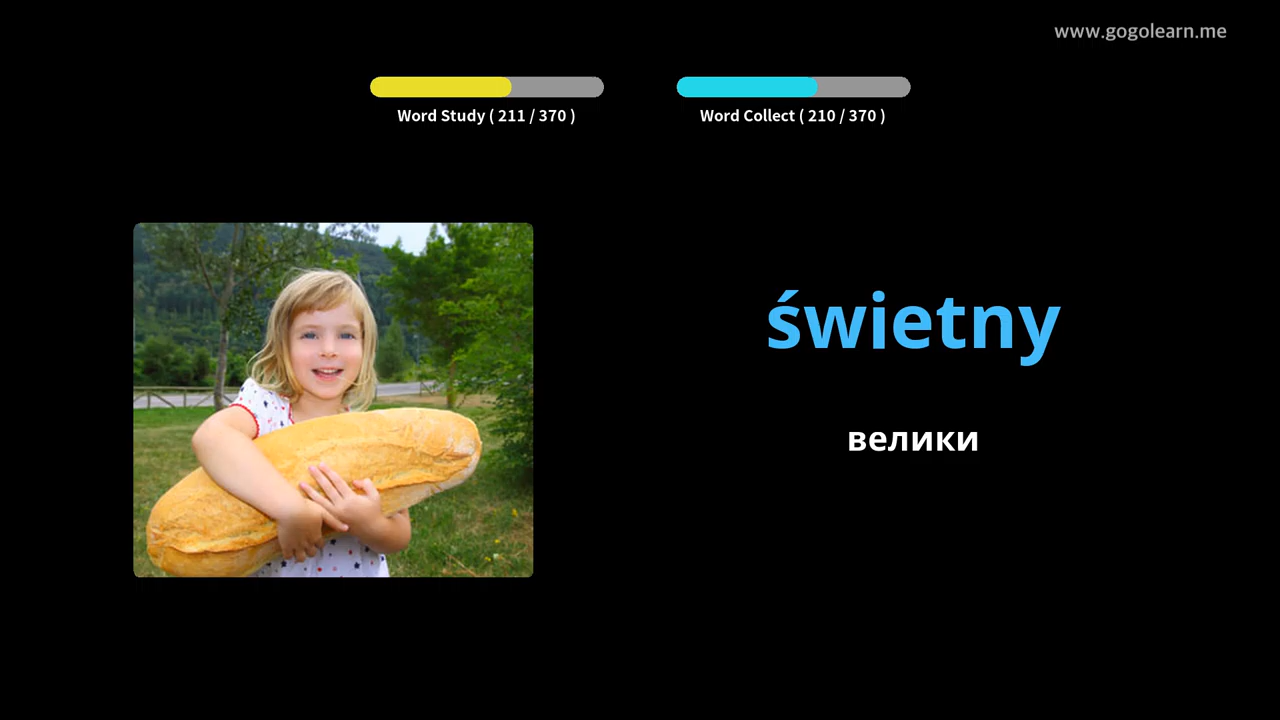 www.gogolearn.me
Word Study ( 211 / 370 )
Word Collect ( 210 / 370 )
świetny
велики